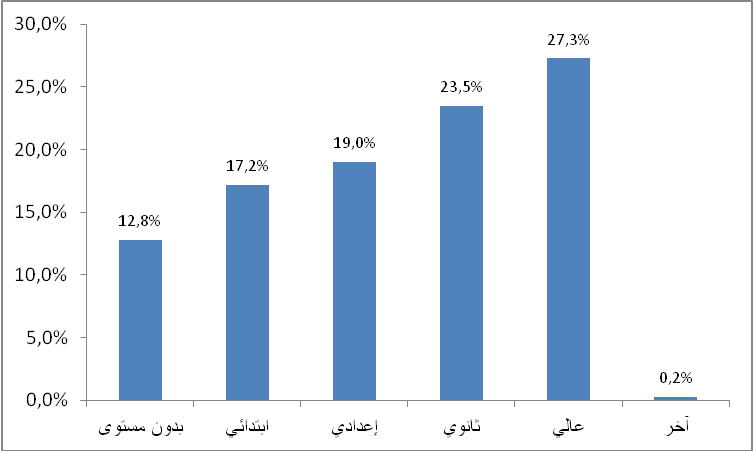 30,0%
25,0%
20,0%
15,0%
10,0%
5,0%
0,0%
12,8%
17,2%
19,0%
23,5%
27,3%
0,2%
بدون مستوى
ابتدائي
إعدادي
ثانوي
عالي
آخر